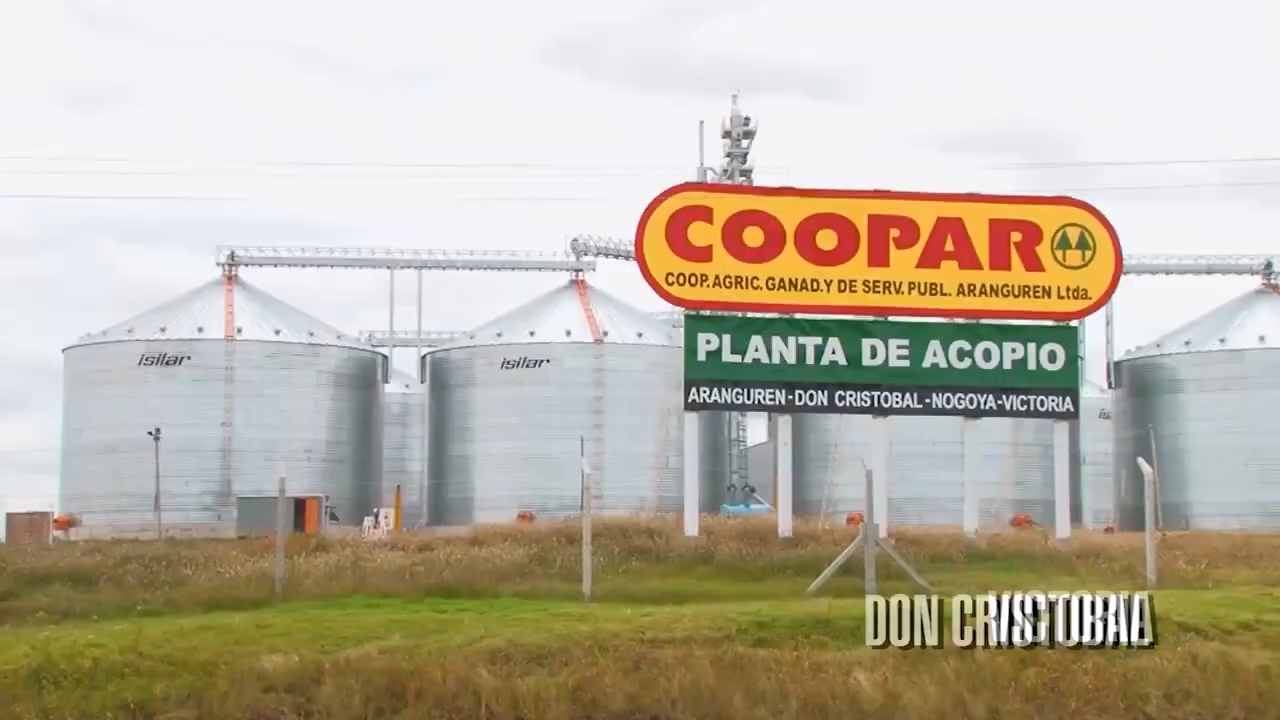 COOPAR
COOP. AGRIC. GANAD. Y DE SERV. PUBL. ARANGUREN Ltda.
PLANTA DE ACOPIO
ARANGUREN-DON CRISTOBAL-NOGOYA-VICTORIA
isilar
isilar
DON